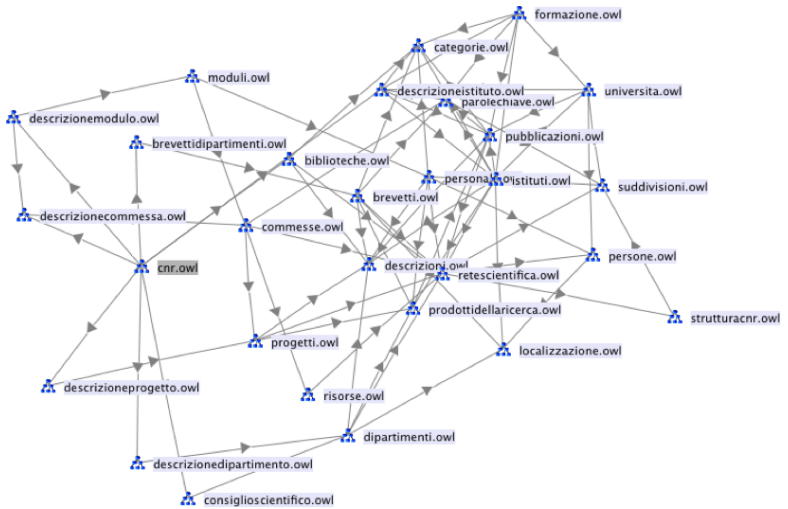 formazione.owl
categorie.owl
moduli.owl
descrizioneistituto.owl
universita.owl
parolechiave.owl
descrizionemodulo.owl
pubblicazioni.owl
brevettidipartimenti.owl
biblioteche.owl
istituti.owl
suddivisioni.owl
brevetti.owl
descrizionecommessa.owl
commesse.owl
persone.owl
cnr.owl
descrizioni.owl
retescientifica.owl
prodottidellaricerca.owl
strutturacnr.owl
progetti.owl
localizzazione.owl
descrizioneprogetto.owl
risorse.owl
dipartimenti.owl
descrizionedipartimento.owl
consiglioscientifico.owl